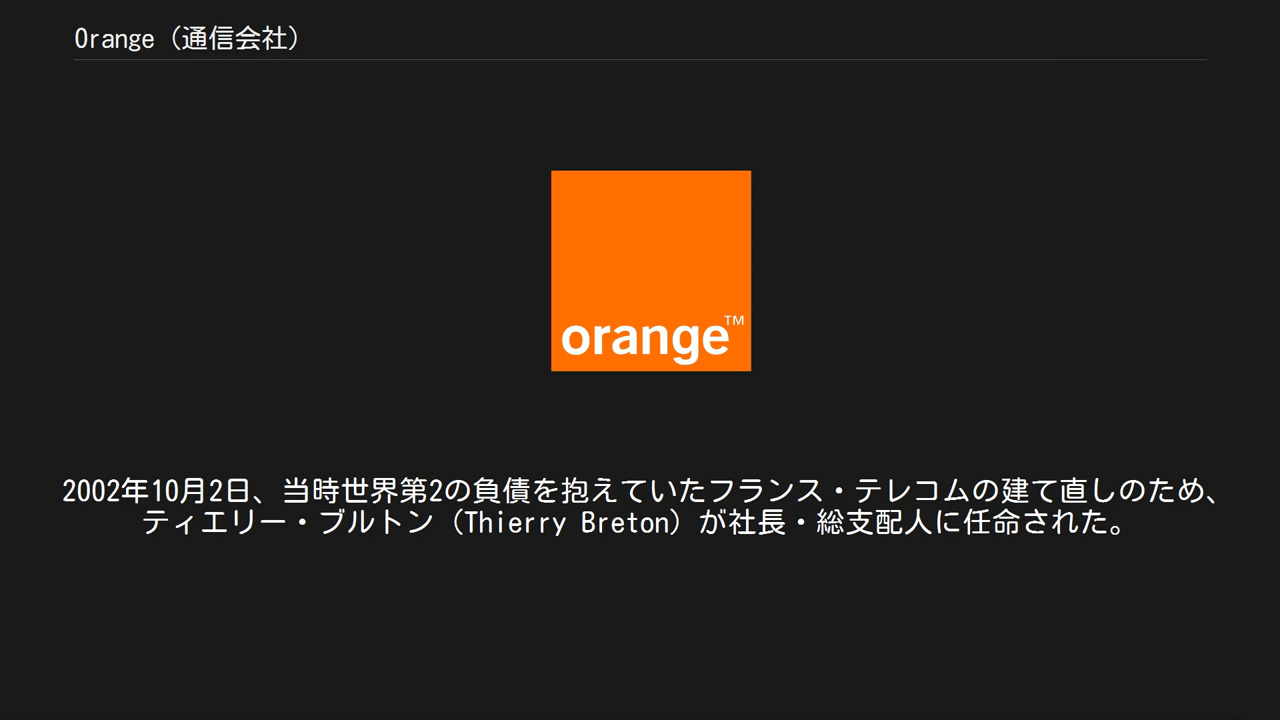 Orange（通信会社）
orange™
2002年10月2日、当時世界第2の負債を抱えていたフランス・テレコムの建て直しのため、
ティエリー・ブルトン（Thierry Breton）が社長・総支配人に任命された。